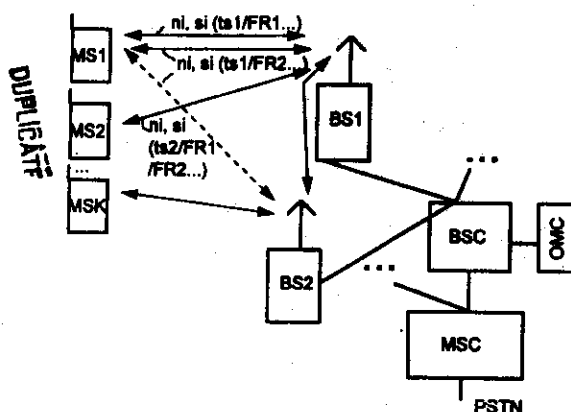 ni, si (ts1/FR1...)
MS1
ni, si (ts1/FR2...)
BS1
DUPLICATE
MS2
ni, si
(ts2/FR1
/FR2...)
...
...
MSK
BSC
OMC
BS2
...
MSC
PSTN